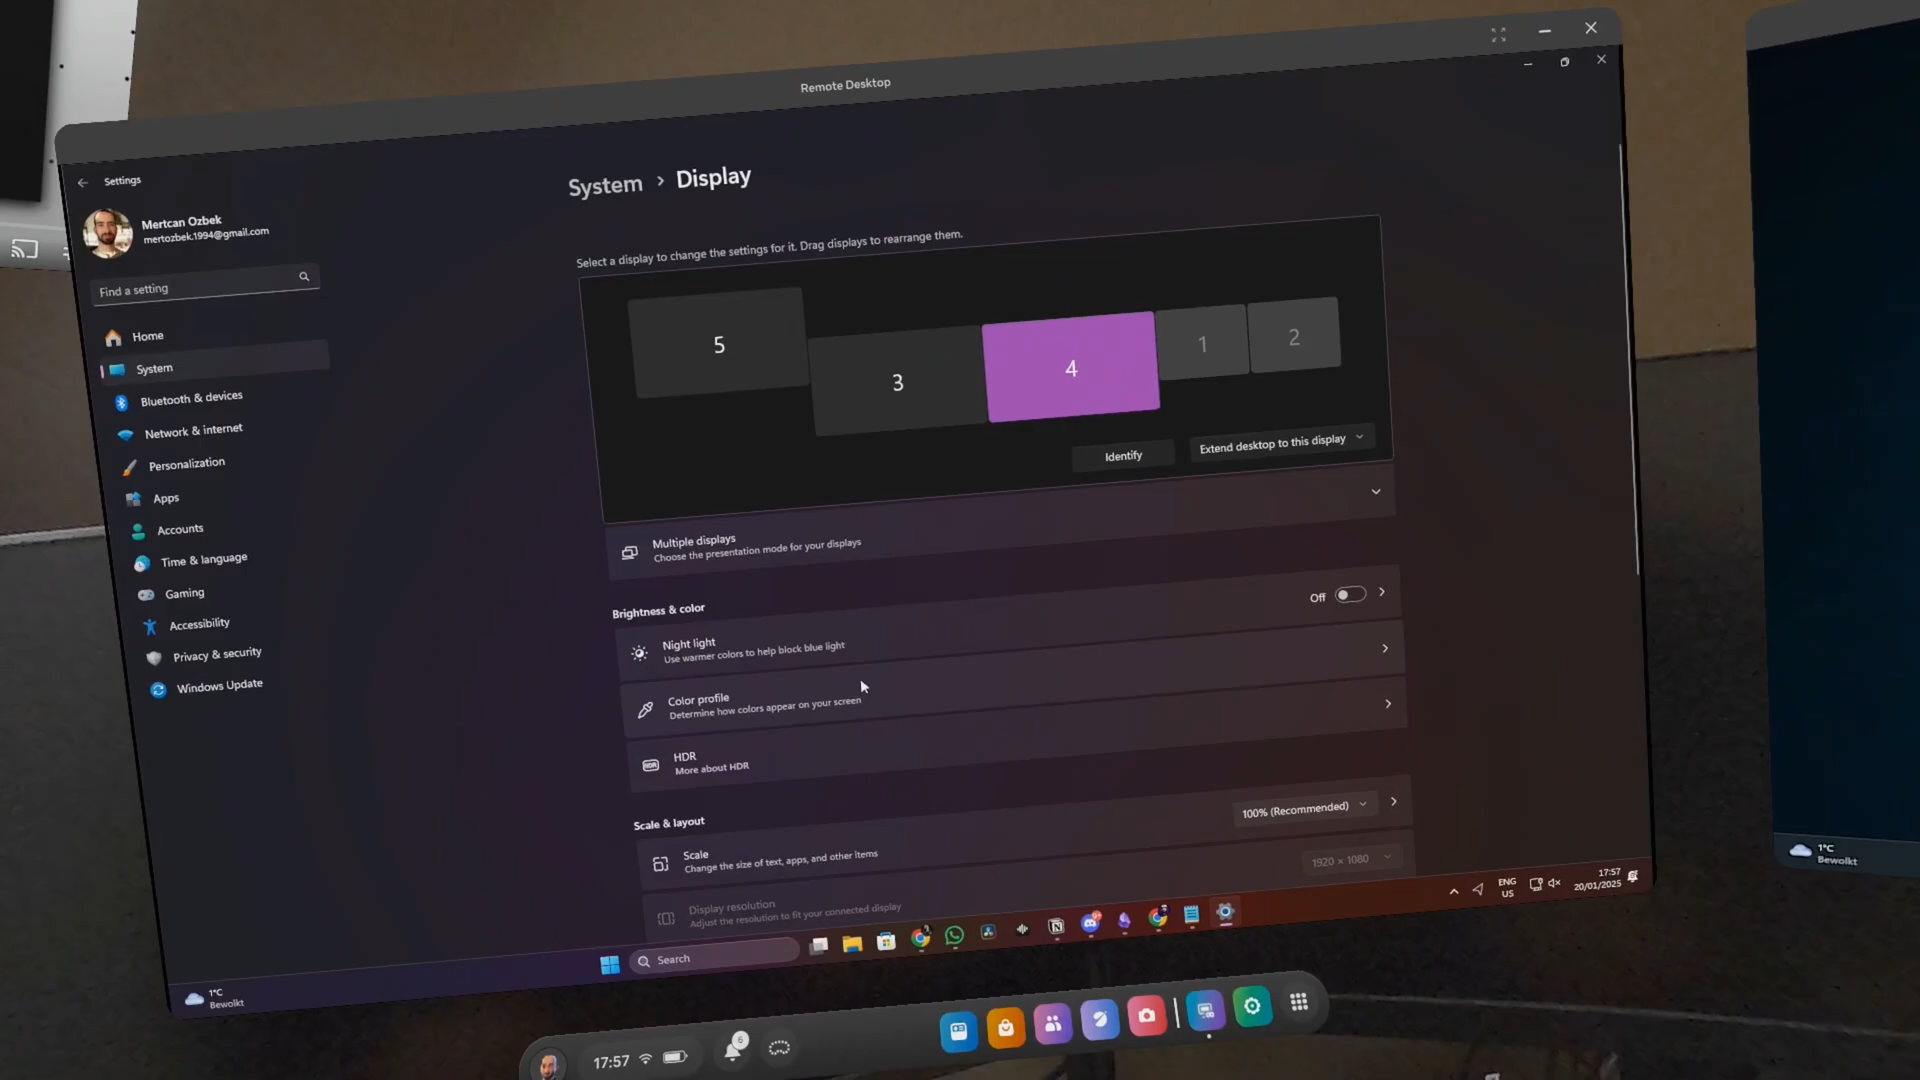 Remote Desktop
Settings
Mertcan Ozbek
mertozbek.1994@gmail.com
Find a setting
Home
System
Bluetooth & devices
Network & internet
Personalization
Apps
Accounts
Time & language
Gaming
Accessibility
Privacy & security
Windows Update
System > Display
Select a display to change the settings for it. Drag displays to rearrange them.
5
3
4
1
2
Identify
Extend desktop to this display
Multiple displays
Choose the presentation mode for your displays
Brightness & color
Night light
Use warmer colors to help block blue light
Off
Color profile
Determine how colors appear on your screen
HDR
HDR
More about HDR
Scale & layout
Scale
Change the size of text, apps, and other items
100% (Recommended)
Display resolution
Adjust the resolution to fit your connected display
1920 × 1080
1°C
Bewolkt
Search
ENG
US
17:57
20/01/2025
1°C
Bewolkt
17:57
6